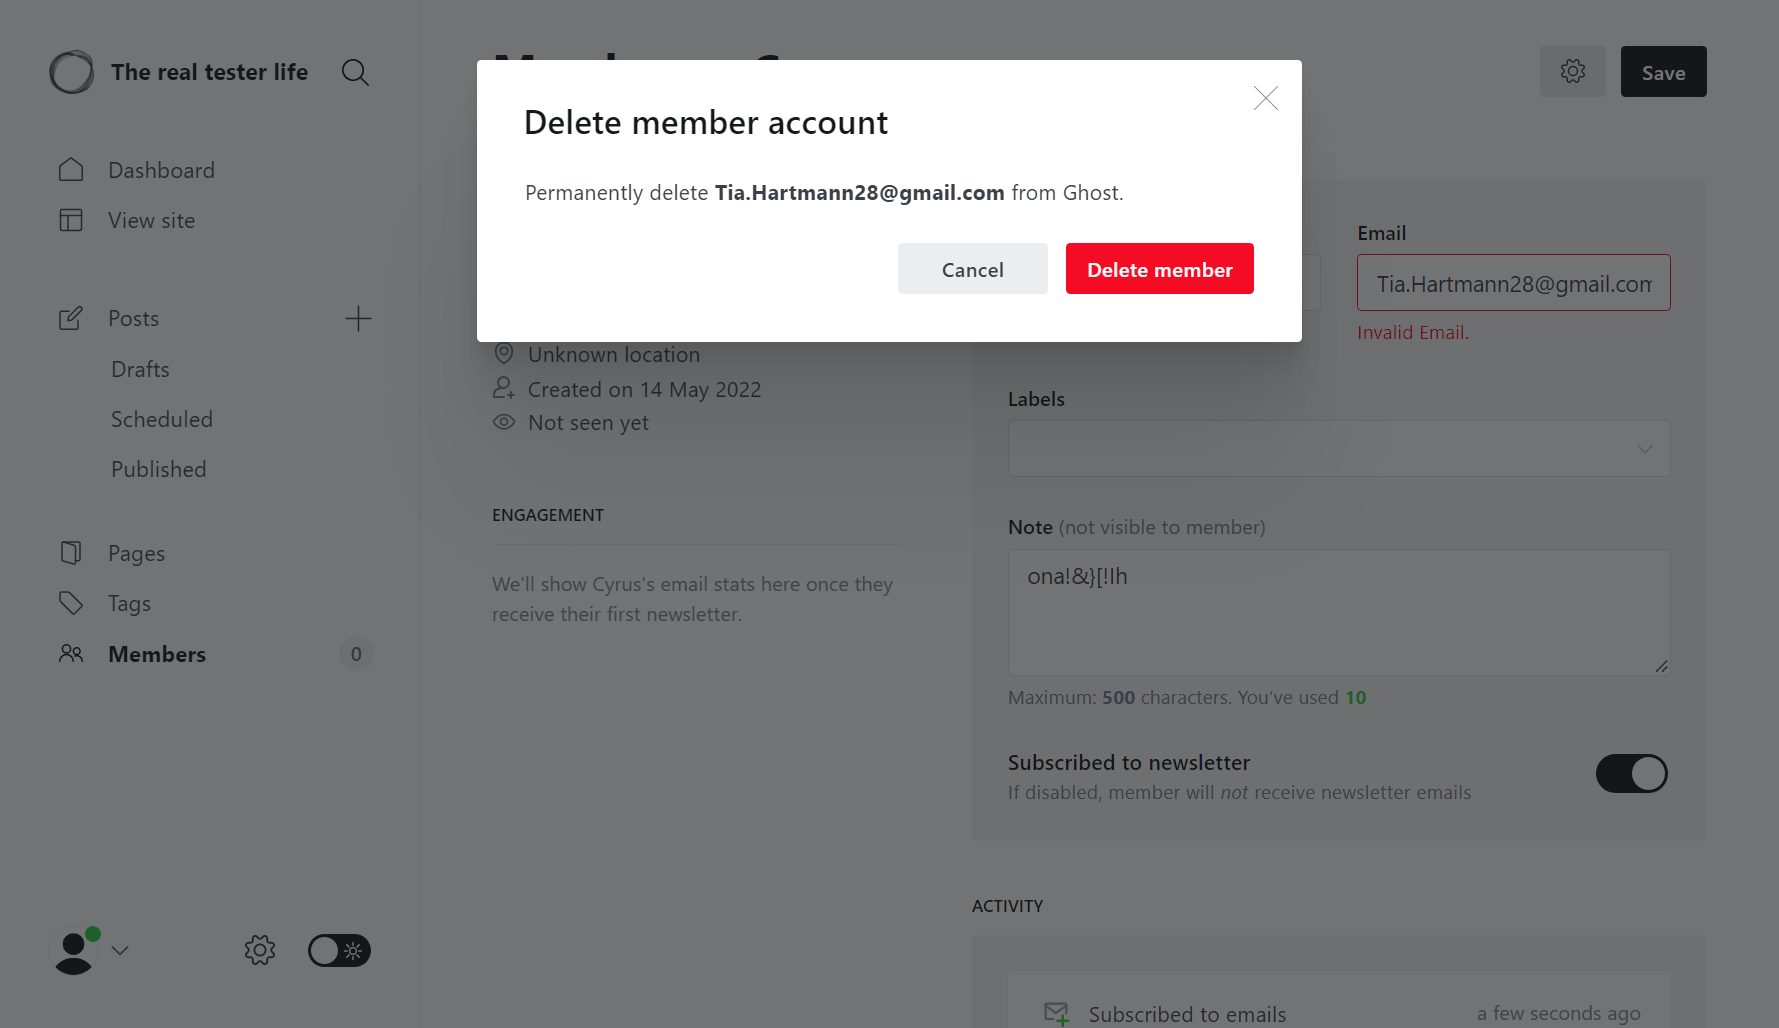 The real tester life
Dashboard
View site
Posts
Drafts
Scheduled
Published
Pages
Tags
Members
0
Save
Delete member account
Permanently delete Tia.Hartmann28@gmail.com from Ghost.
Cancel
Delete member
Unknown location
Created on 14 May 2022
Not seen yet
ENGAGEMENT
We'll show Cyrus's email stats here once they
receive their first newsletter.
Email
Tia.Hartmann28@gmail.com
Invalid Email.
Labels
Note (not visible to member)
ona!&}[!lh
Maximum: 500 characters. You've used 10
Subscribed to newsletter
If disabled, member will not receive newsletter emails
ACTIVITY
Subscribed to emails
a few seconds ago